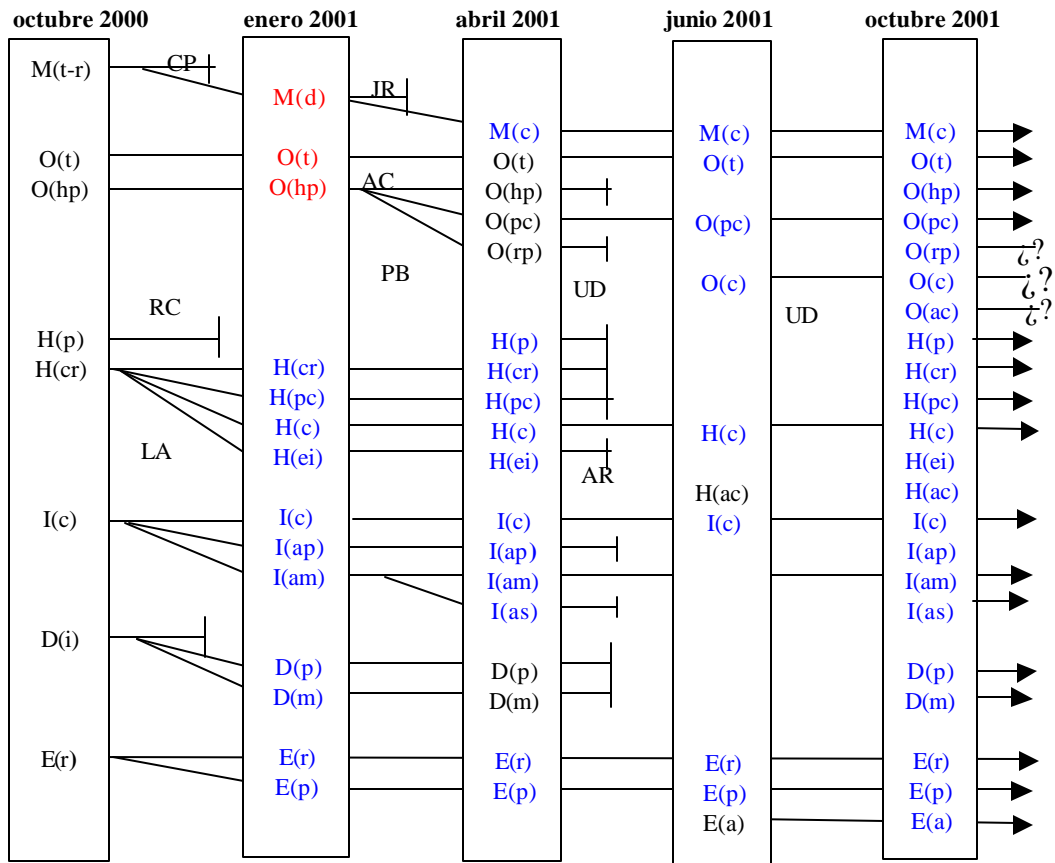 octubre 2000 enero 2001 abril 2001 junio 2001 octubre 2001
M(t-r) CP
M(d) JR
M(c) M(c) M(c)
O(t) O(t) O(t) O(t) O(t)
O(hp) O(hp) AC O(hp) O(hp)
O(pc) O(pc) O(pc)
O(rp) O(rp) ¿?
PB
UD O(c) O(c) ¿?
RC UD O(ac) ¿?
H(p) H(p) H(p)
H(cr) H(cr) H(cr) H(cr)
H(pc) H(pc) H(pc)
H(c) H(c) H(c) H(c)
LA H(ei) H(ei) H(ei)
AR
H(ac) H(ac)
I(c) I(c) I(c) I(c) I(c)
I(ap) I(ap) I(ap)
I(am) I(am) I(am)
I(as) I(as)
D(i)
D(p) D(p) D(p)
D(m) D(m) D(m)
E(r) E(r) E(r) E(r) E(r)
E(p) E(p) E(p) E(p)
E(a) E(a)